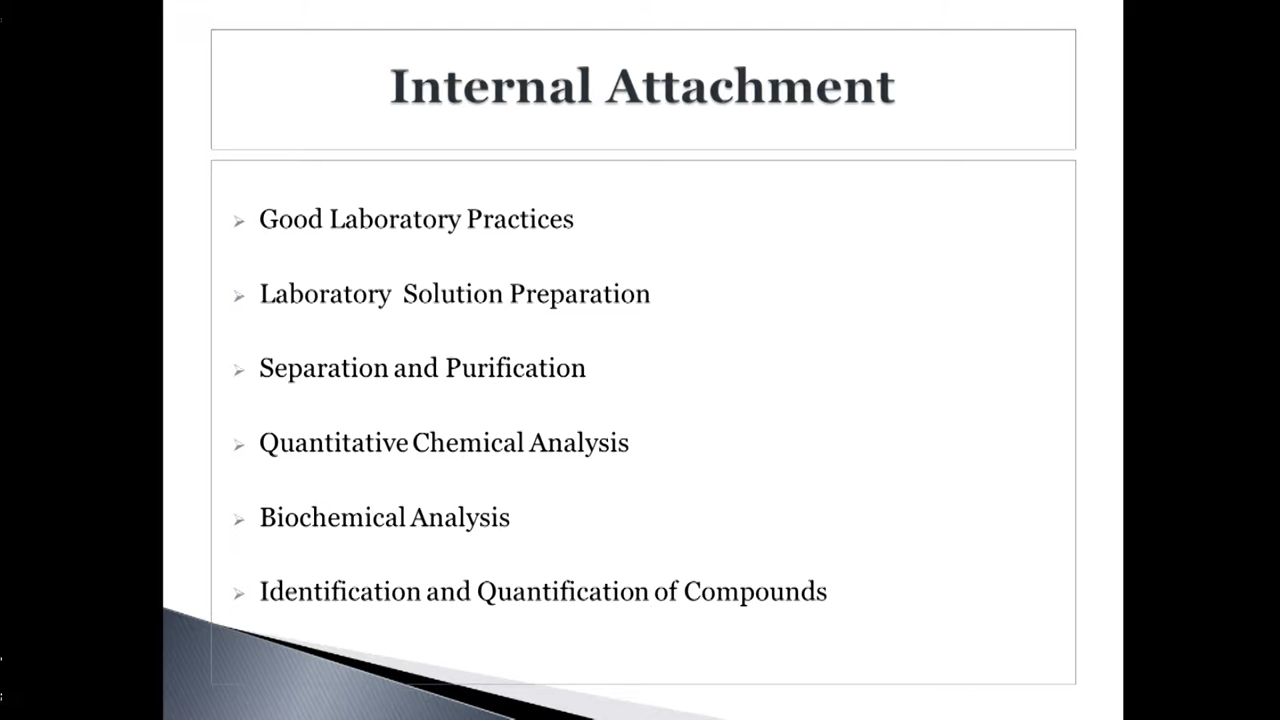 Internal Attachment
Good Laboratory Practices
Laboratory Solution Preparation
Separation and Purification
Quantitative Chemical Analysis
Biochemical Analysis
Identification and Quantification of Compounds